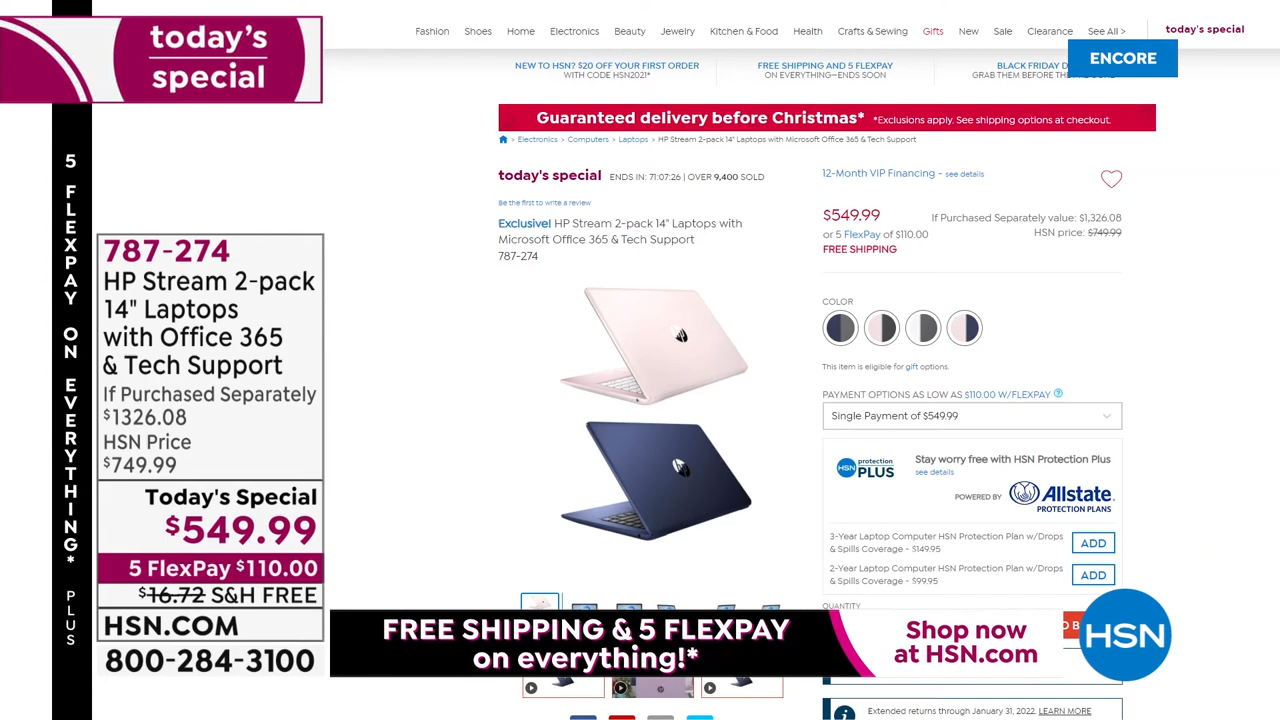 today's
special
5 FLEXPAY ON EVERYTHING* PLUS
787-274
HP Stream 2-pack
14" Laptops
with Office 365
& Tech Support
If Purchased Separately
$1326.08
HSN Price
$749.99
Today's Special
$549.99
5 FlexPay $110.00
$16.72 S&H FREE
HSN.COM
800-284-3100
Fashion Shoes Home Electronics Beauty Jewelry Kitchen & Food Health Crafts & Sewing Gifts New Sale Clearance See All > today's special
ENCORE
NEW TO HSN? $20 OFF YOUR FIRST ORDER
WITH CODE HSN2021*
FREE SHIPPING AND 5 FLEXPAY
ON EVERYTHING—ENDS SOON
BLACK FRIDAY D
GRAB THEM BEFORE
Guaranteed delivery before Christmas* *Exclusions apply. See shipping options at checkout.
> Electronics > Computers > Laptops > HP Stream 2-pack 14" Laptops with Microsoft Office 365 & Tech Support
today's special ENDS IN: 71:07:26 | OVER 9,400 SOLD
Be the first to write a review
Exclusive! HP Stream 2-pack 14" Laptops with
Microsoft Office 365 & Tech Support
787-274
12-Month VIP Financing - see details
$549.99
or 5 FlexPay of $110.00
FREE SHIPPING
If Purchased Separately value: $1,326.08
HSN price: $749.99
COLOR
This item is eligible for gift options.
PAYMENT OPTIONS AS LOW AS $110.00 W/FLEXPAY ?
Single Payment of $549.99
HSN protection PLUS
Stay worry free with HSN Protection Plus
see details
POWERED BY Allstate.
PROTECTION PLANS
3-Year Laptop Computer HSN Protection Plan w/Drops
& Spills Coverage - $149.95
ADD
2-Year Laptop Computer HSN Protection Plan w/Drops
& Spills Coverage - $99.95
ADD
QUANTITY
FREE SHIPPING & 5 FLEXPAY
on everything!*
Shop now
at HSN.com
HSN
Extended returns through January 31, 2022. LEARN MORE